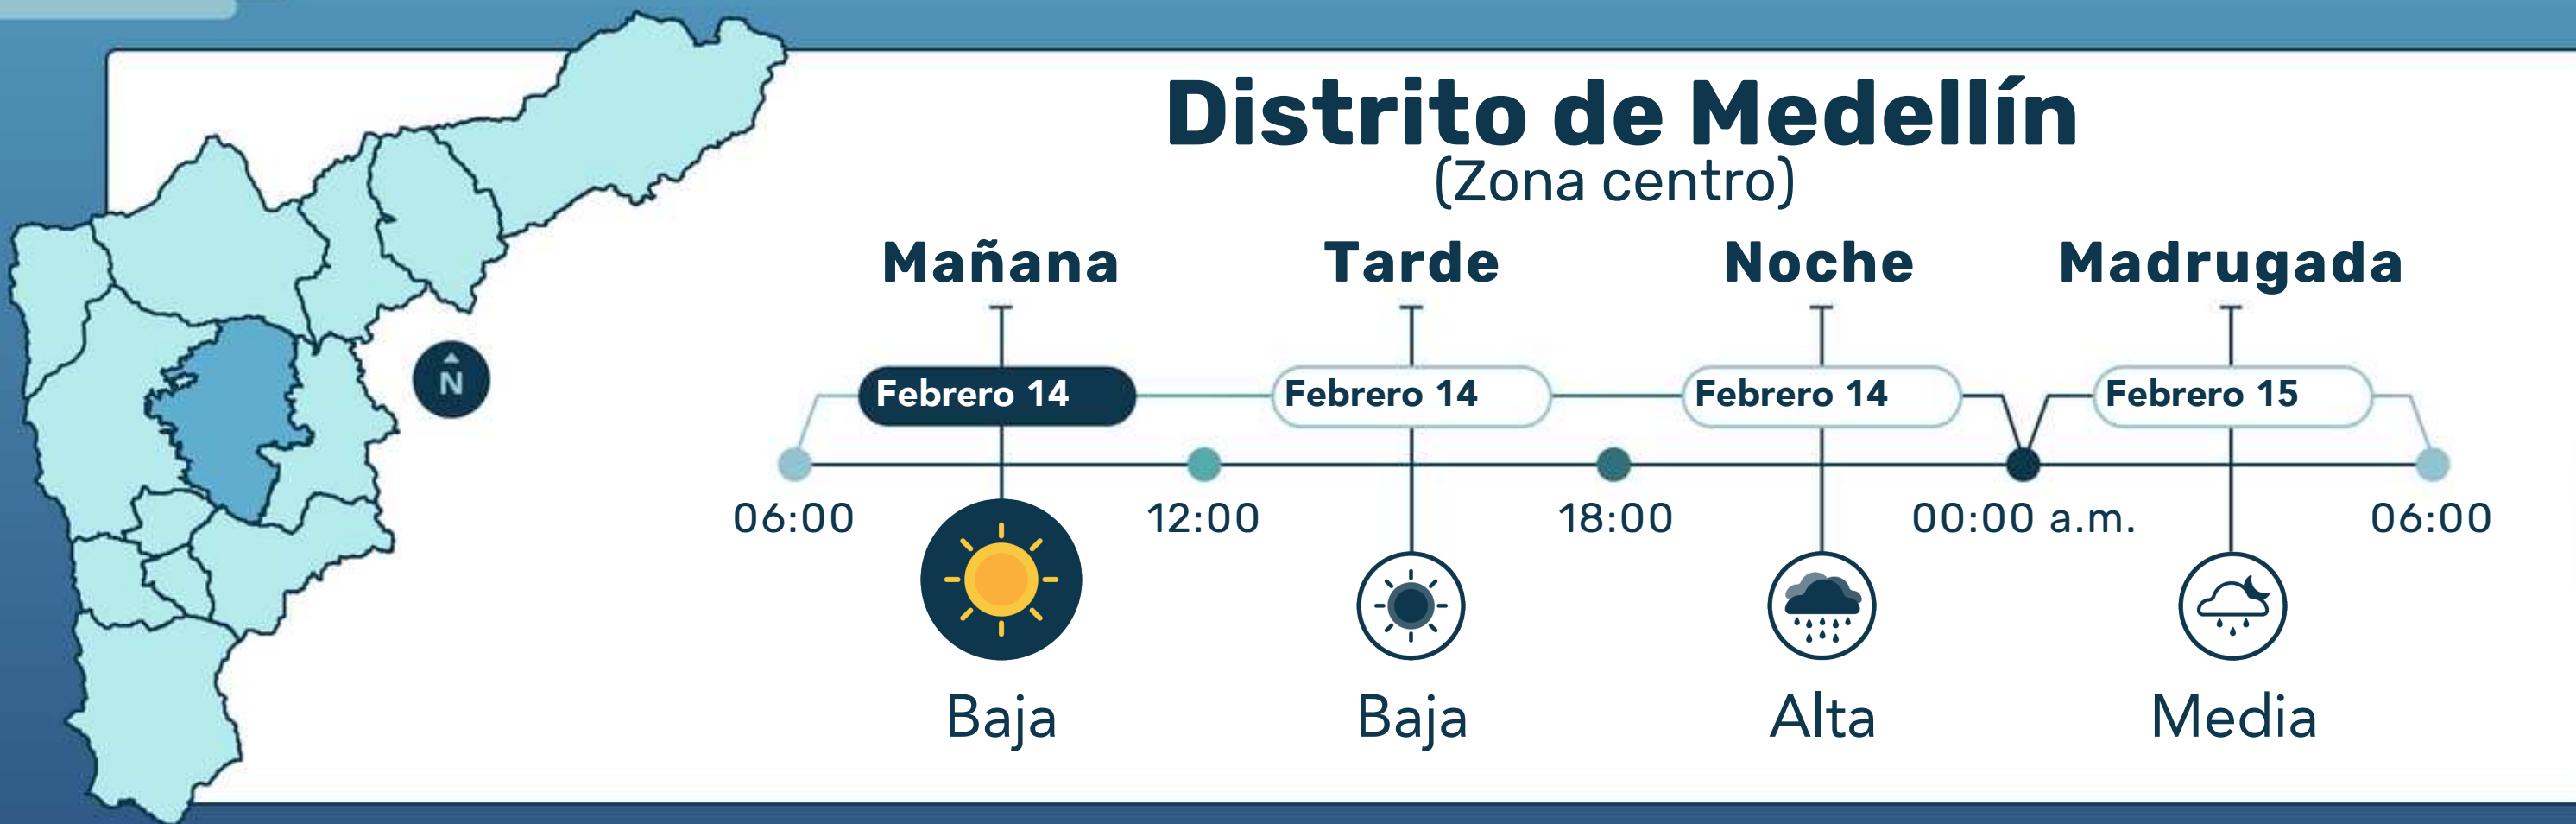 Distrito de Medellín
(Zona centro)
Mañana Tarde Noche Madrugada
N
Febrero 14 Febrero 14 Febrero 14 Febrero 15
06:00 12:00 18:00 00:00 a.m. 06:00
Baja Baja Alta Media